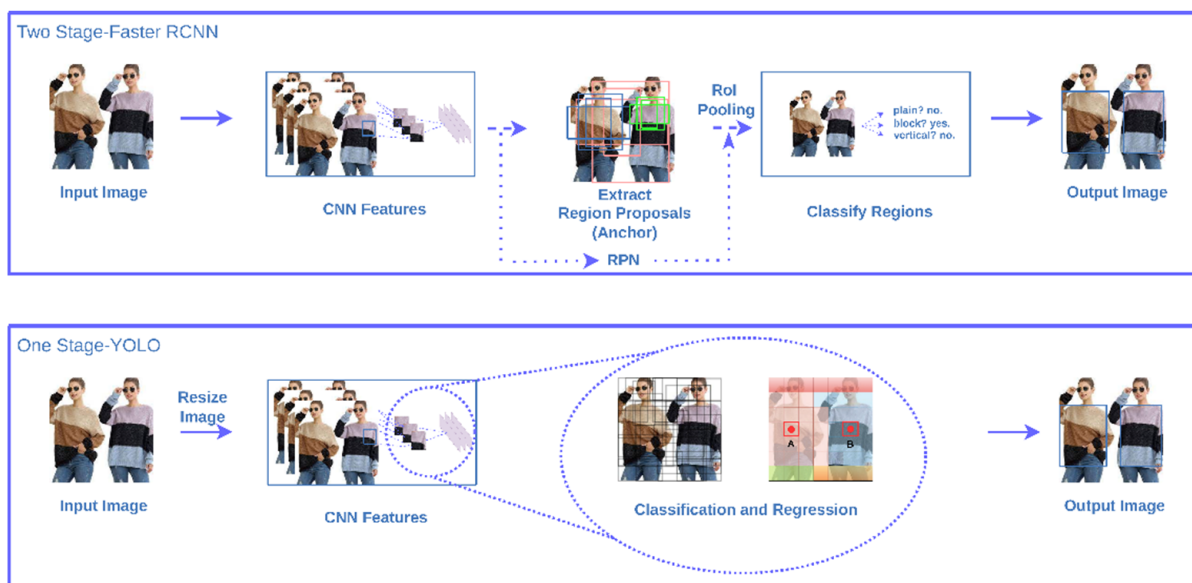 Two Stage-Faster RCNN
Input Image
CNN Features
Extract
Region Proposals
(Anchor)
RPN
RoI
Pooling
plain? no.
block? yes.
vortical? no.
Classify Regions
Output Image
One Stage-YOLO
Input Image
Resize
Image
CNN Features
A
B
Classification and Regression
Output Image